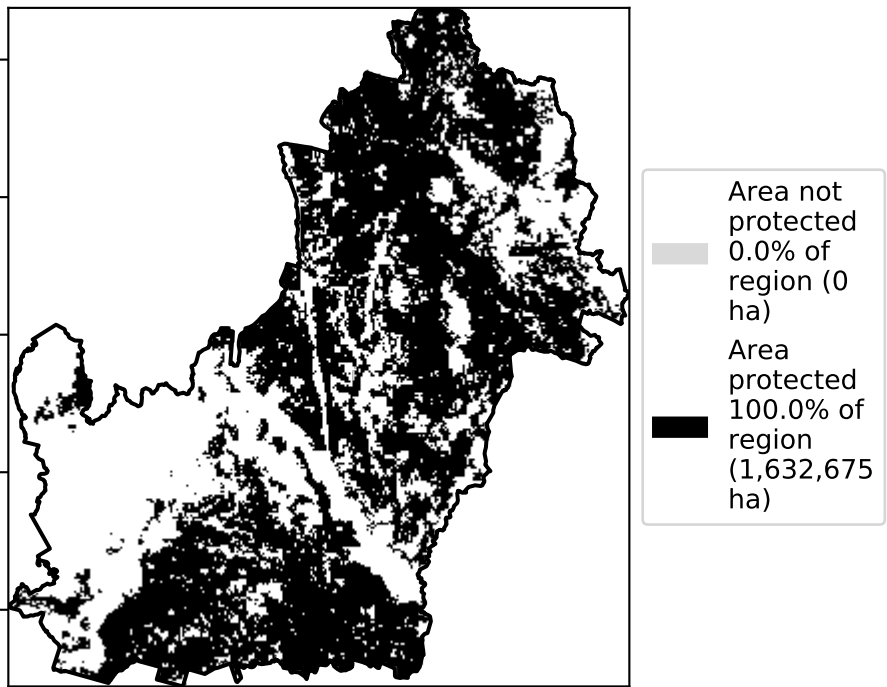 Area not
protected
0.0% of
region (0
ha)
Area
protected
100.0% of
region
(1,632,675
ha)